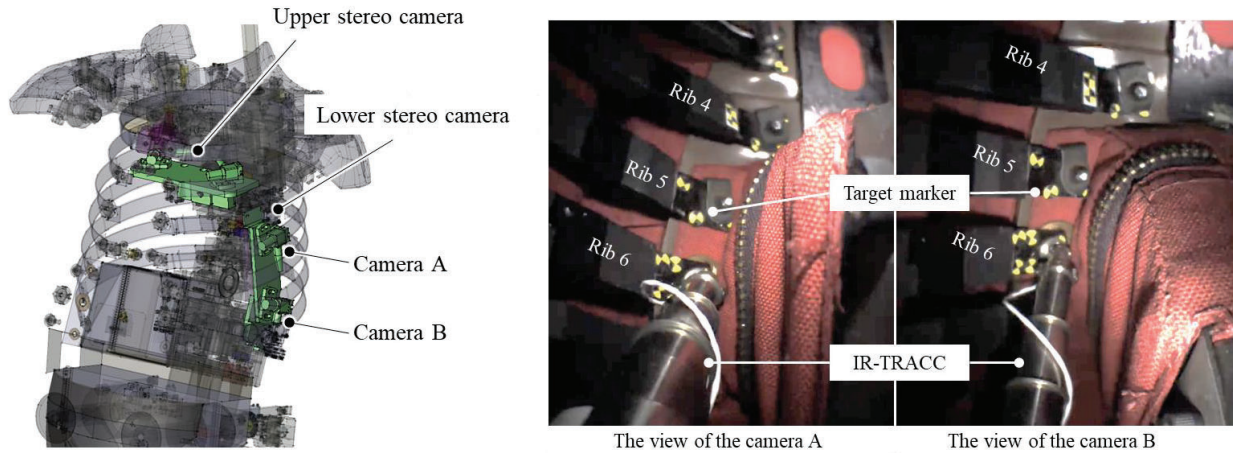 Upper stereo camera
Lower stereo camera
Camera A
Camera B
Rib 4
Rib 5
Rib 6
Target marker
IR-TRACC
Rib 4
Rib 5
Rib 6
The view of the camera A
The view of the camera B